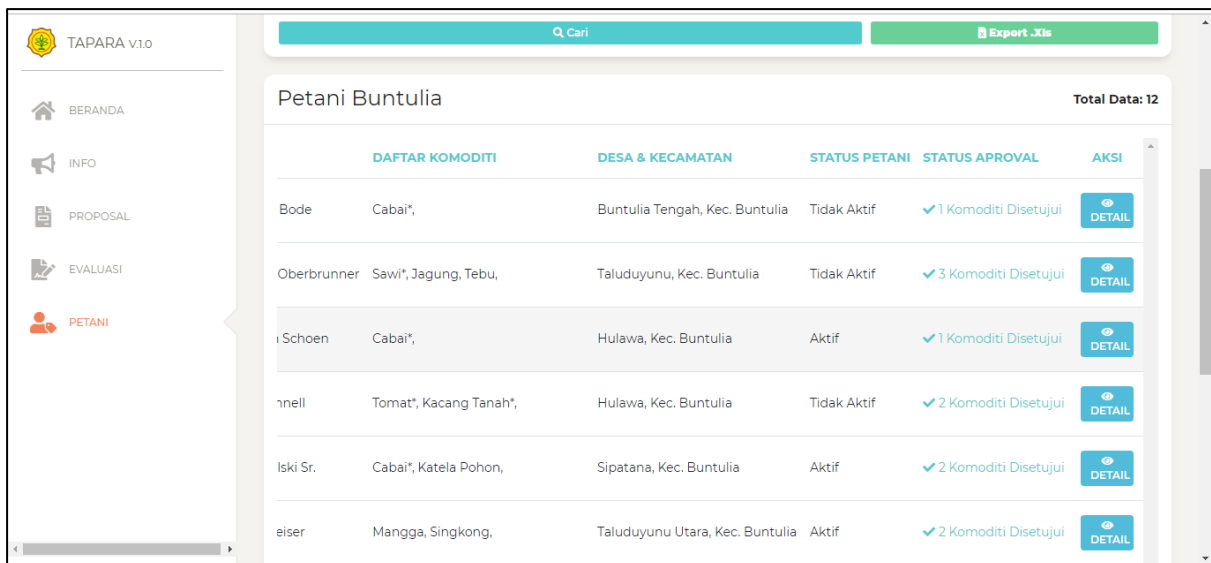 TAPARA V.1.0
BERANDA
INFO
PROPOSAL
EVALUASI
PETANI
Cari
Export .Xls
Petani Buntulia
Total Data: 12
DAFTAR KOMODITI DESA & KECAMATAN STATUS PETANI STATUS APROVAL AKSI
Bode Cabai*, Buntulia Tengah, Kec. Buntulia Tidak Aktif 1 Komoditi Disetujui DETAIL
Oberbrunner Sawi*, Jagung, Tebu, Taluduyunu, Kec. Buntulia Tidak Aktif 3 Komoditi Disetujui DETAIL
Schoen Cabai*, Hulawa, Kec. Buntulia Aktif 1 Komoditi Disetujui DETAIL
nnell Tomat*, Kacang Tanah*, Hulawa, Kec. Buntulia Tidak Aktif 2 Komoditi Disetujui DETAIL
lski Sr. Cabai*, Katela Pohon, Sipatana, Kec. Buntulia Aktif 2 Komoditi Disetujui DETAIL
eiser Mangga, Singkong, Taluduyunu Utara, Kec. Buntulia Aktif 2 Komoditi Disetujui DETAIL